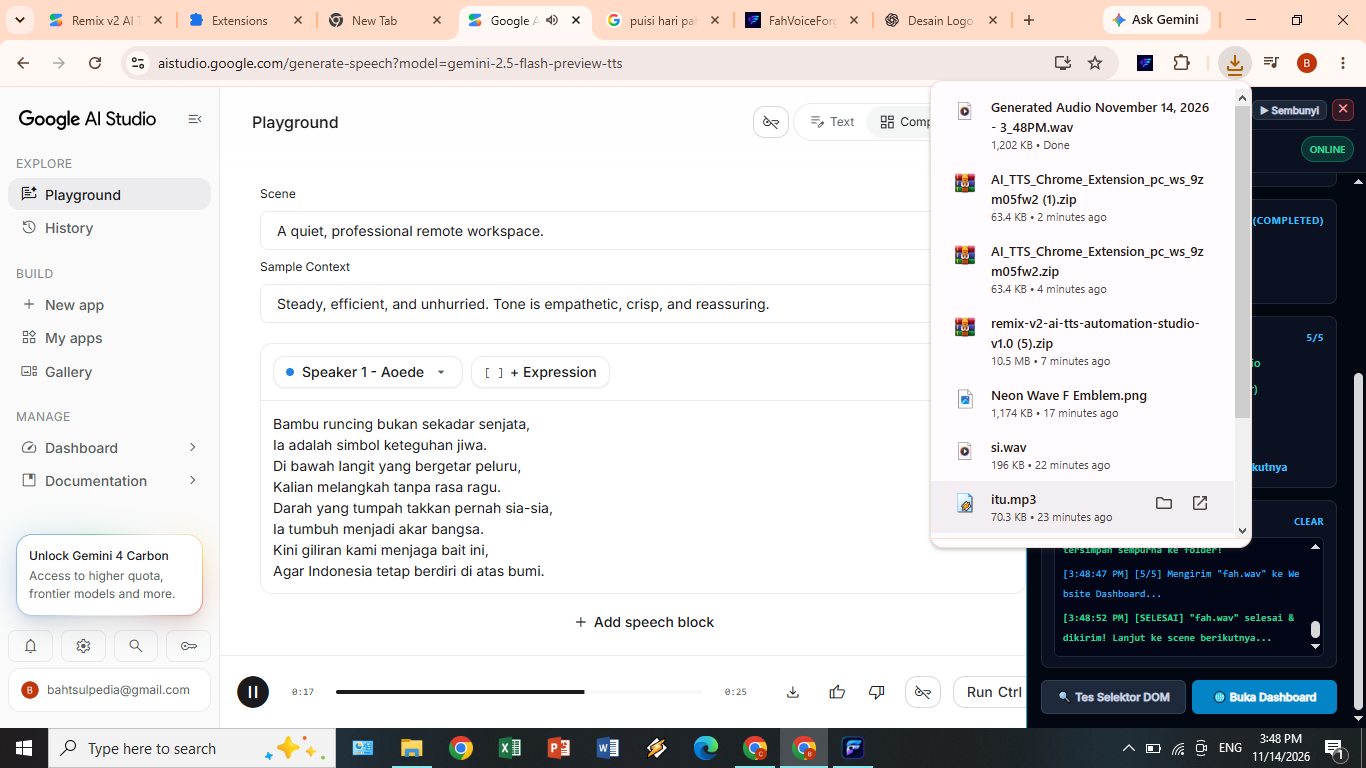 Remix v2 AI T
Extensions
New Tab
Google A
puisi hari pa
FahVoiceFor
Desain Logo
Ask Gemini
aistudio.google.com/generate-speech?model=gemini-2.5-flash-preview-tts
B
Google AI Studio
EXPLORE
Playground
History
BUILD
New app
My apps
Gallery
MANAGE
Dashboard
Documentation
Unlock Gemini 4 Carbon
Access to higher quota,
frontier models and more.
B bahtsulpedia@gmail.com
Playground
Text
Comp
Scene
A quiet, professional remote workspace.
Sample Context
Steady, efficient, and unhurried. Tone is empathetic, crisp, and reassuring.
Speaker 1 - Aoede
[ ] + Expression
Bambu runcing bukan sekadar senjata,
Ia adalah simbol keteguhan jiwa.
Di bawah langit yang bergetar peluru,
Kalian melangkah tanpa rasa ragu.
Darah yang tumpah takkan pernah sia-sia,
Ia tumbuh menjadi akar bangsa.
Kini giliran kami menjaga bait ini,
Agar Indonesia tetap berdiri di atas bumi.
+ Add speech block
0:17
0:25
Run Ctrl
Generated Audio November 14, 2026
- 3_48PM.wav
1,202 KB • Done
AI_TTS_Chrome_Extension_pc_ws_9z
m05fw2 (1).zip
63.4 KB • 2 minutes ago
AI_TTS_Chrome_Extension_pc_ws_9z
m05fw2.zip
63.4 KB • 4 minutes ago
remix-v2-ai-tts-automation-studio-
v1.0 (5).zip
10.5 MB • 7 minutes ago
Neon Wave F Emblem.png
1,174 KB • 17 minutes ago
si.wav
196 KB • 22 minutes ago
itu.mp3
70.3 KB • 23 minutes ago
▶ Sembunyi
ONLINE
(COMPLETED)
5/5
io
r)
kutnya
CLEAR
tersimpan sempurna ke folder!
[3:48:47 PM] [5/5] Mengirim "fah.wav" ke We
bsite Dashboard...
[3:48:52 PM] [SELESAI] "fah.wav" selesai &
dikirim! Lanjut ke scene berikutnya...
Tes Selektor DOM
Buka Dashboard
Type here to search
ENG
3:48 PM
11/14/2026
1